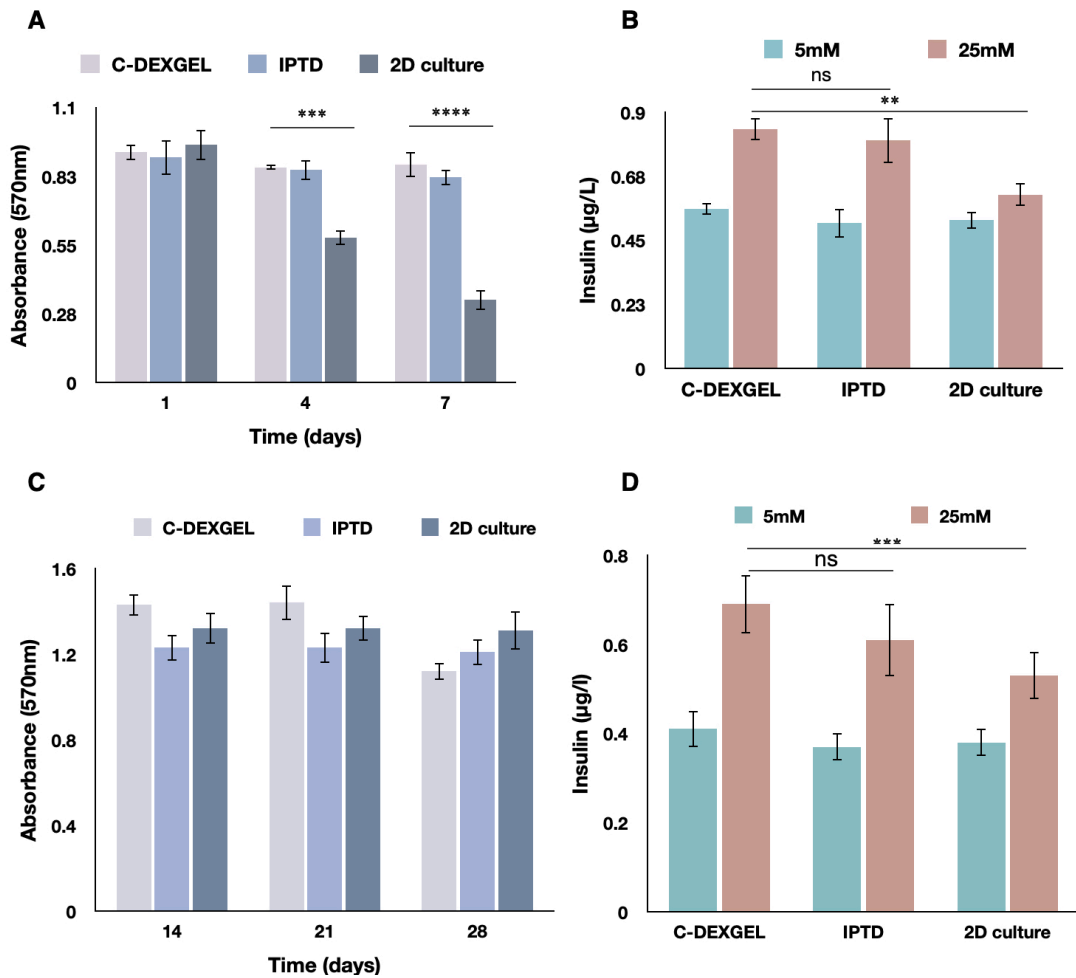 A
C-DEXGEL IPTD 2D culture
Absorbance (570nm)
1.1
0.83
0.55
0.28
0
***
****
1 4 7
Time (days)
B
5mM 25mM
ns
**
Insulin (µg/L)
0.9
0.68
0.45
0.23
0
C-DEXGEL IPTD 2D culture
C
C-DEXGEL IPTD 2D culture
Absorbance (570nm)
1.6
1.2
0.8
0.4
0
14 21 28
Time (days)
D
5mM 25mM
***
ns
Insulin (µg/l)
0.8
0.6
0.4
0.2
0
C-DEXGEL IPTD 2D culture